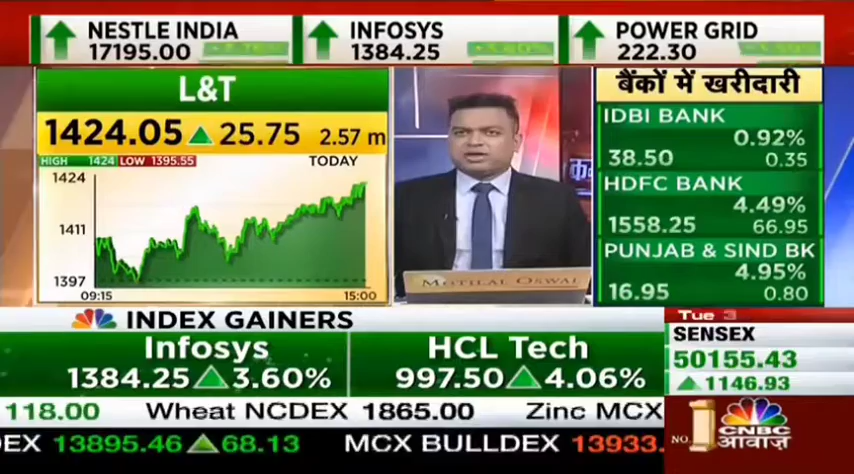 NESTLE INDIA
17195.00
INFOSYS
1384.25
POWER GRID
222.30
L&T
1424.05 25.75 2.57 m
HIGH 1424 LOW 1395.55
TODAY
1424
1411
1397
09:15 15:00
MOTILAL OSWAL
बैंकों में खरीदारी
IDBI BANK
0.92%
38.50 0.35
HDFC BANK
4.49%
1558.25 66.95
PUNJAB & SIND BK
4.95%
16.95 0.80
INDEX GAINERS
Infosys
1384.25 3.60%
HCL Tech
997.50 4.06%
Tue 3
SENSEX
50155.43
1146.93
118.00 Wheat NCDEX 1865.00 Zinc MCX
DEX 13895.46 68.13 MCX BULLDEX 13933.
NO. 1 CNBC
आवाज़